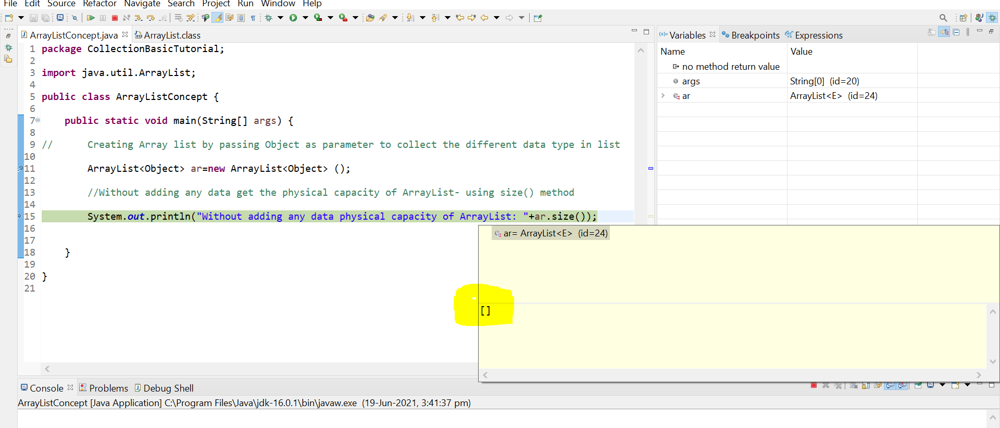 File Edit Source Refactor Navigate Search Project Run Window Help
ArrayListConcept.java ArrayList.class
1 package CollectionBasicTutorial;
2
3 import java.util.ArrayList;
4
5 public class ArrayListConcept {
6
7 public static void main(String[] args) {
8
9 // Creating Array list by passing Object as parameter to collect the different data type in list
10
11 ArrayList<Object> ar=new ArrayList<Object> ();
12
13 //Without adding any data get the physical capacity of ArrayList- using size() method
14
15 System.out.println("Without adding any data physical capacity of ArrayList: "+ar.size());
16
17
18 }
19
20 }
21
(x)= Variables Breakpoints Expressions
Name Value
no method return value
args String[0] (id=20)
ar ArrayList<E> (id=24)
ar= ArrayList<E> (id=24)
[]
Console Problems Debug Shell
ArrayListConcept [Java Application] C:\Program Files\Java\jdk-16.0.1\bin\javaw.exe (19-Jun-2021, 3:41:37 pm)